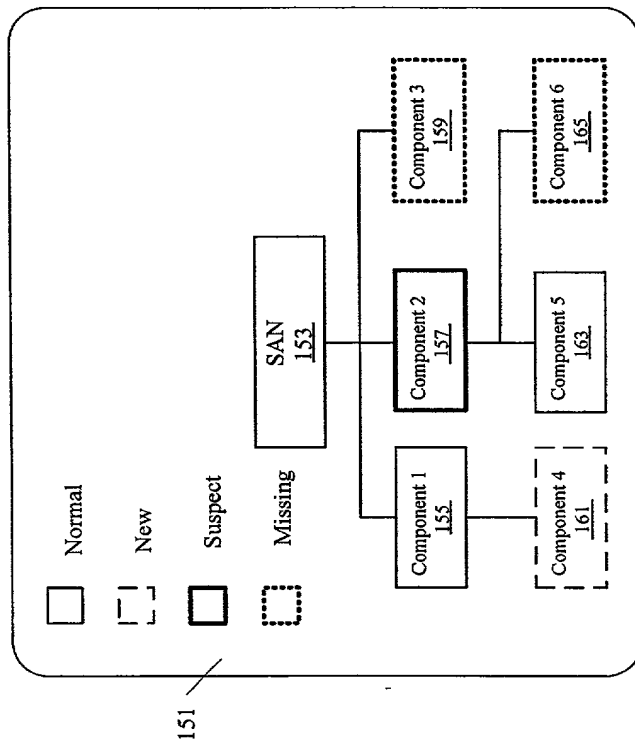 Normal
New
Suspect
Missing
151
SAN
153
Component 1
155
Component 2
157
Component 3
159
Component 4
161
Component 5
163
Component 6
165